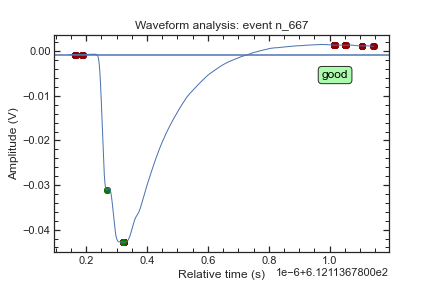 Waveform analysis: event n_667
0.00
−0.01
−0.02
−0.03
−0.04
Amplitude (V)
good
0.2
0.4
0.6
0.8
1.0
Relative time (s)
1e−6+6.1211367800e2